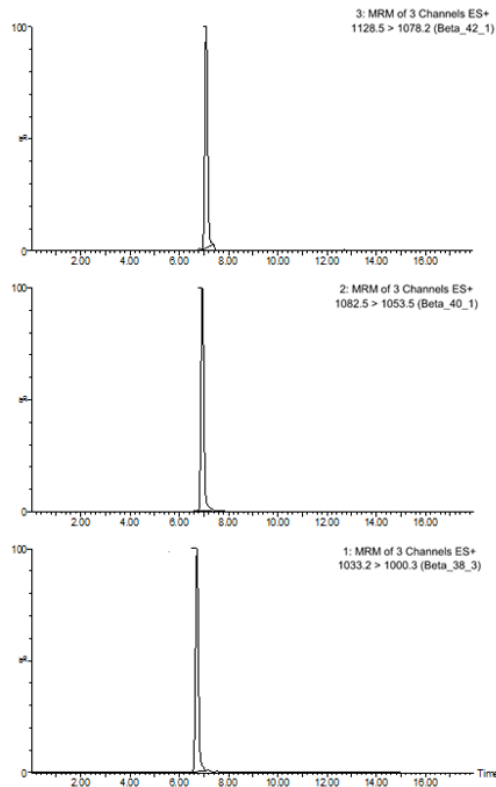 3: MRM of 3 Channels ES+
1128.5 > 1078.2 (Beta_42_1)
100
%
0
2.00 4.00 6.00 8.00 10.00 12.00 14.00 16.00
2: MRM of 3 Channels ES+
1082.5 > 1053.5 (Beta_40_1)
100
%
0
2.00 4.00 6.00 8.00 10.00 12.00 14.00 16.00
1: MRM of 3 Channels ES+
1033.2 > 1000.3 (Beta_38_3)
100
%
0
2.00 4.00 6.00 8.00 10.00 12.00 14.00 16.00 Time